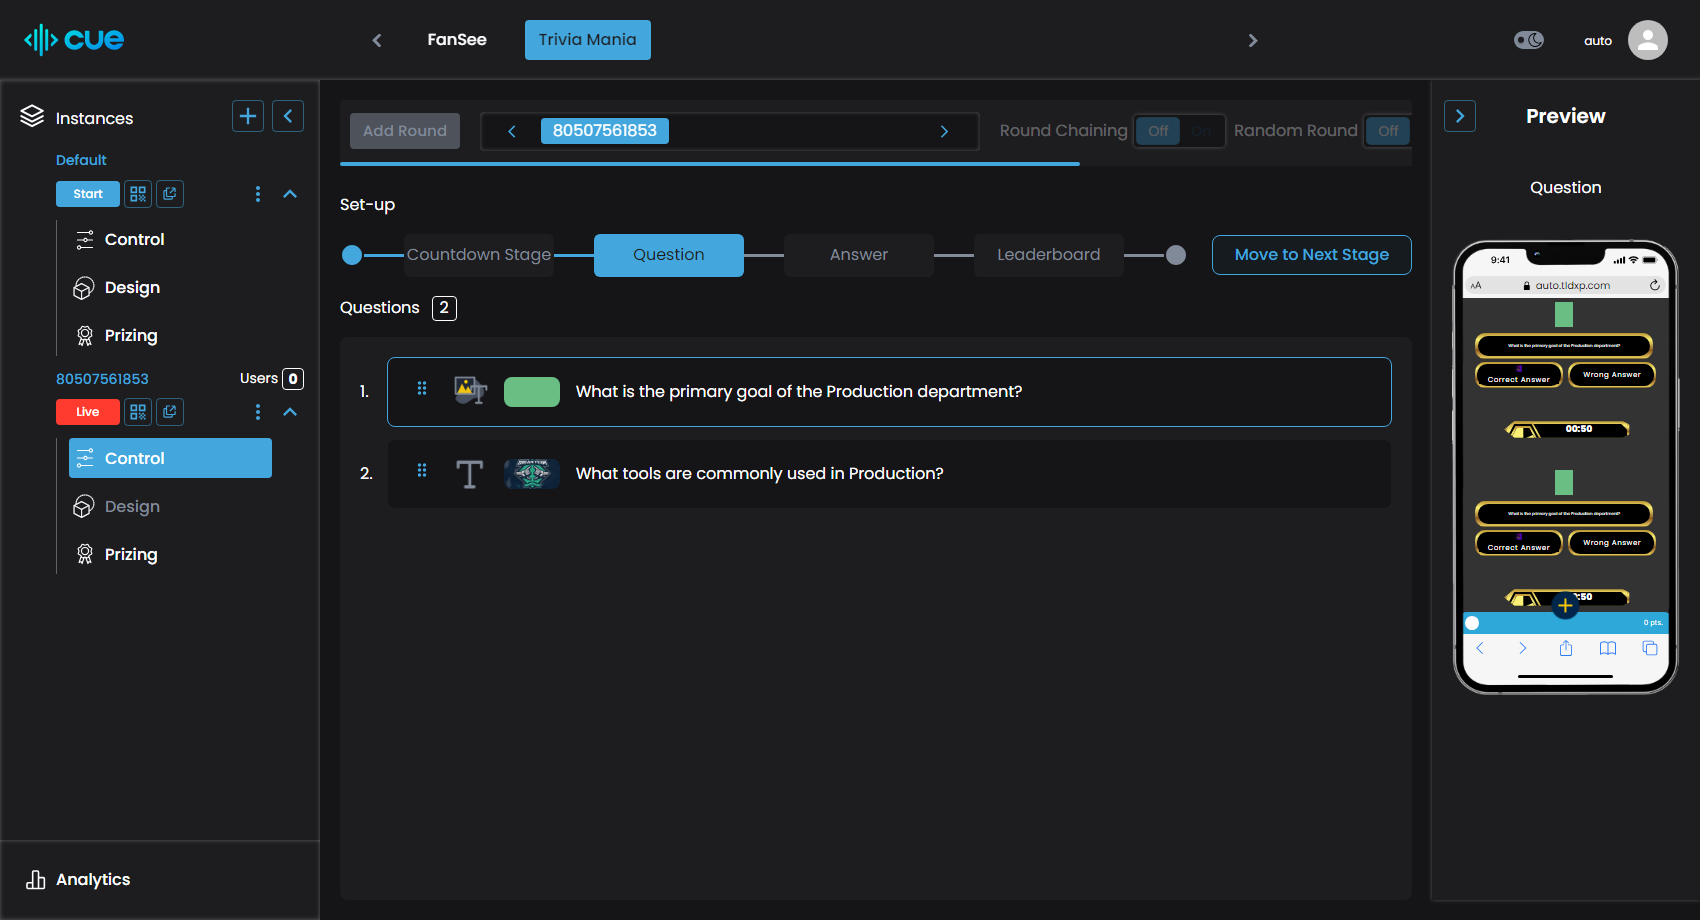 cue
FanSee
Trivia Mania
auto
Instances
Default
Start
Control
Design
Prizing
80507561853
Users 0
Live
Control
Design
Prizing
Analytics
Add Round
80507561853
Round Chaining
Off
On
Random Round
Off
Set-up
Countdown Stage
Question
Answer
Leaderboard
Move to Next Stage
Questions 2
1.
What is the primary goal of the Production department?
2.
T
What tools are commonly used in Production?
Preview
Question
9:41
AA
auto.tldxp.com
What is the primary goal of the Production department?
Correct Answer
Wrong Answer
00:50
What is the primary goal of the Production department?
Correct Answer
Wrong Answer
:50
0 pts.